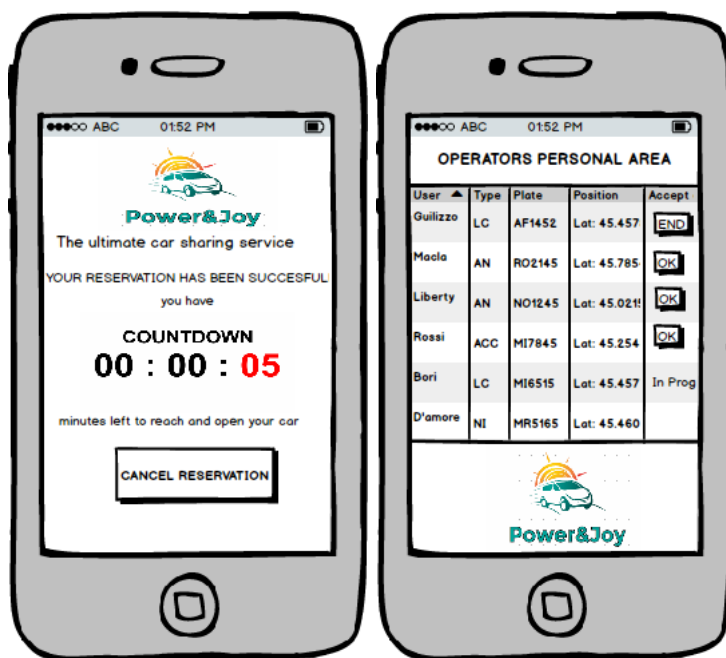 ABC 01:52 PM
Power&Joy
The ultimate car sharing service
YOUR RESERVATION HAS BEEN SUCCESFUL
you have
COUNTDOWN
00 : 00 : 05
minutes left to reach and open your car
CANCEL RESERVATION
ABC 01:52 PM
OPERATORS PERSONAL AREA
User Type Plate Position Accept
Guilizzo LC AF1452 Lat: 45.457 END
Macla AN RO2145 Lat: 45.785 OK
Liberty AN NO1245 Lat: 45.0215 OK
Rossi ACC MI7845 Lat: 45.254 OK
Bori LC MI6515 Lat: 45.457 In Prog
D'amore NI MR5165 Lat: 45.460
Power&Joy